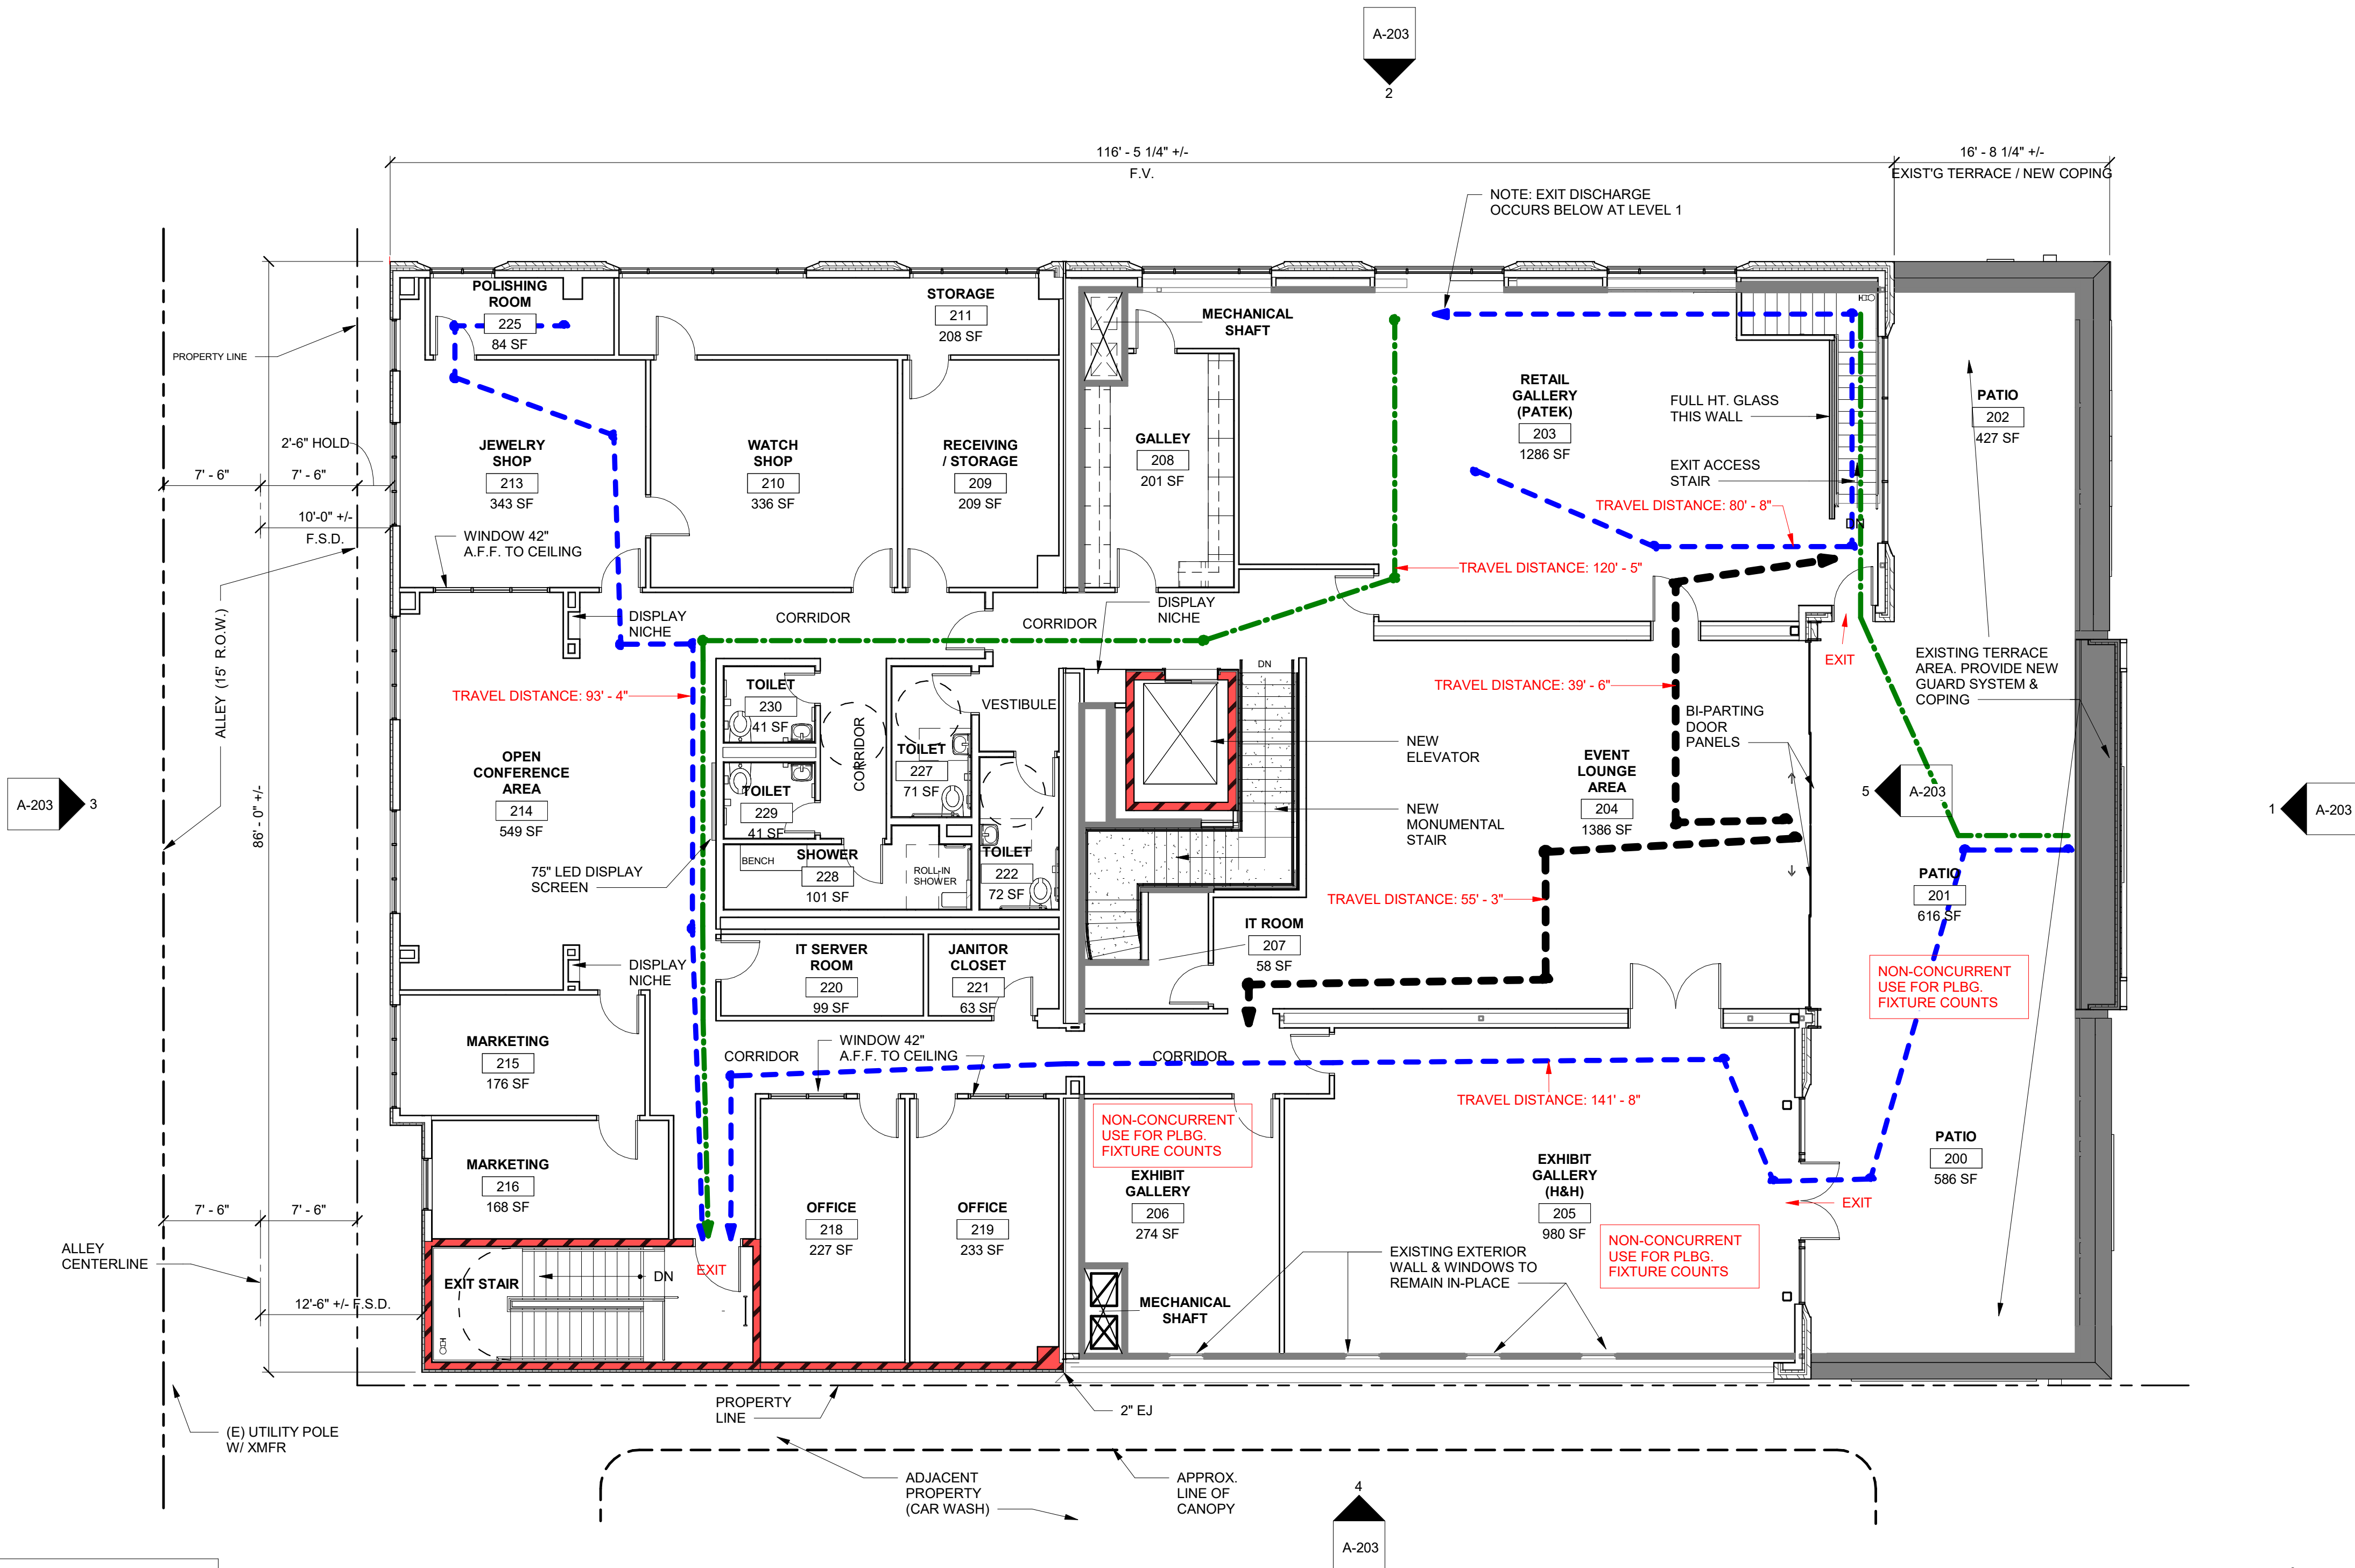 A-203
2
116' - 5 1/4" +/-
F.V.
16' - 8 1/4" +/-
EXIST'G TERRACE / NEW COPING
NOTE: EXIT DISCHARGE
OCCURS BELOW AT LEVEL 1
POLISHING
ROOM
225
84 SF
STORAGE
211
208 SF
MECHANICAL
SHAFT
PROPERTY LINE
RETAIL
GALLERY
(PATEK)
203
1286 SF
FULL HT. GLASS
THIS WALL
PATIO
202
427 SF
2'-6" HOLD
7' - 6"
7' - 6"
10'-0" +/-
F.S.D.
JEWELRY
SHOP
213
343 SF
WATCH
SHOP
210
336 SF
RECEIVING
/ STORAGE
209
209 SF
GALLEY
208
201 SF
EXIT ACCESS
STAIR
TRAVEL DISTANCE: 80' - 8"
DN
WINDOW 42"
A.F.F. TO CEILING
TRAVEL DISTANCE: 120' - 5"
ALLEY (15' R.O.W.)
DISPLAY
NICHE
CORRIDOR
CORRIDOR
DISPLAY
NICHE
EXIT
EXISTING TERRACE
AREA. PROVIDE NEW
GUARD SYSTEM &
COPING
DN
TRAVEL DISTANCE: 93' - 4"
TOILET
230
41 SF
VESTIBULE
TRAVEL DISTANCE: 39' - 6"
BI-PARTING
DOOR
PANELS
CORRIDOR
TOILET
227
71 SF
NEW
ELEVATOR
EVENT
LOUNGE
AREA
204
1386 SF
OPEN
CONFERENCE
AREA
214
549 SF
TOILET
229
41 SF
NEW
MONUMENTAL
STAIR
5
A-203
1
A-203
A-203
3
86' - 0" +/-
75" LED DISPLAY
SCREEN
BENCH
SHOWER
228
101 SF
ROLL-IN
SHOWER
TOILET
222
72 SF
TRAVEL DISTANCE: 55' - 3"
PATIO
201
616 SF
IT ROOM
207
58 SF
DISPLAY
NICHE
IT SERVER
ROOM
220
99 SF
JANITOR
CLOSET
221
63 SF
NON-CONCURRENT
USE FOR PLBG.
FIXTURE COUNTS
MARKETING
215
176 SF
CORRIDOR
WINDOW 42"
A.F.F. TO CEILING
CORRIDOR
TRAVEL DISTANCE: 141' - 8"
NON-CONCURRENT
USE FOR PLBG.
FIXTURE COUNTS
PATIO
200
586 SF
MARKETING
216
168 SF
EXHIBIT
GALLERY
206
274 SF
EXHIBIT
GALLERY
(H&H)
205
980 SF
EXIT
7' - 6"
7' - 6"
OFFICE
218
227 SF
OFFICE
219
233 SF
NON-CONCURRENT
USE FOR PLBG.
FIXTURE COUNTS
ALLEY
CENTERLINE
EXIT STAIR
DN
EXIT
EXISTING EXTERIOR
WALL & WINDOWS TO
REMAIN IN-PLACE
12'-6" +/- F.S.D.
MECHANICAL
SHAFT
PROPERTY
LINE
2" EJ
(E) UTILITY POLE
W/ XMFR
ADJACENT
PROPERTY
(CAR WASH)
APPROX.
LINE OF
CANOPY
4
A-203